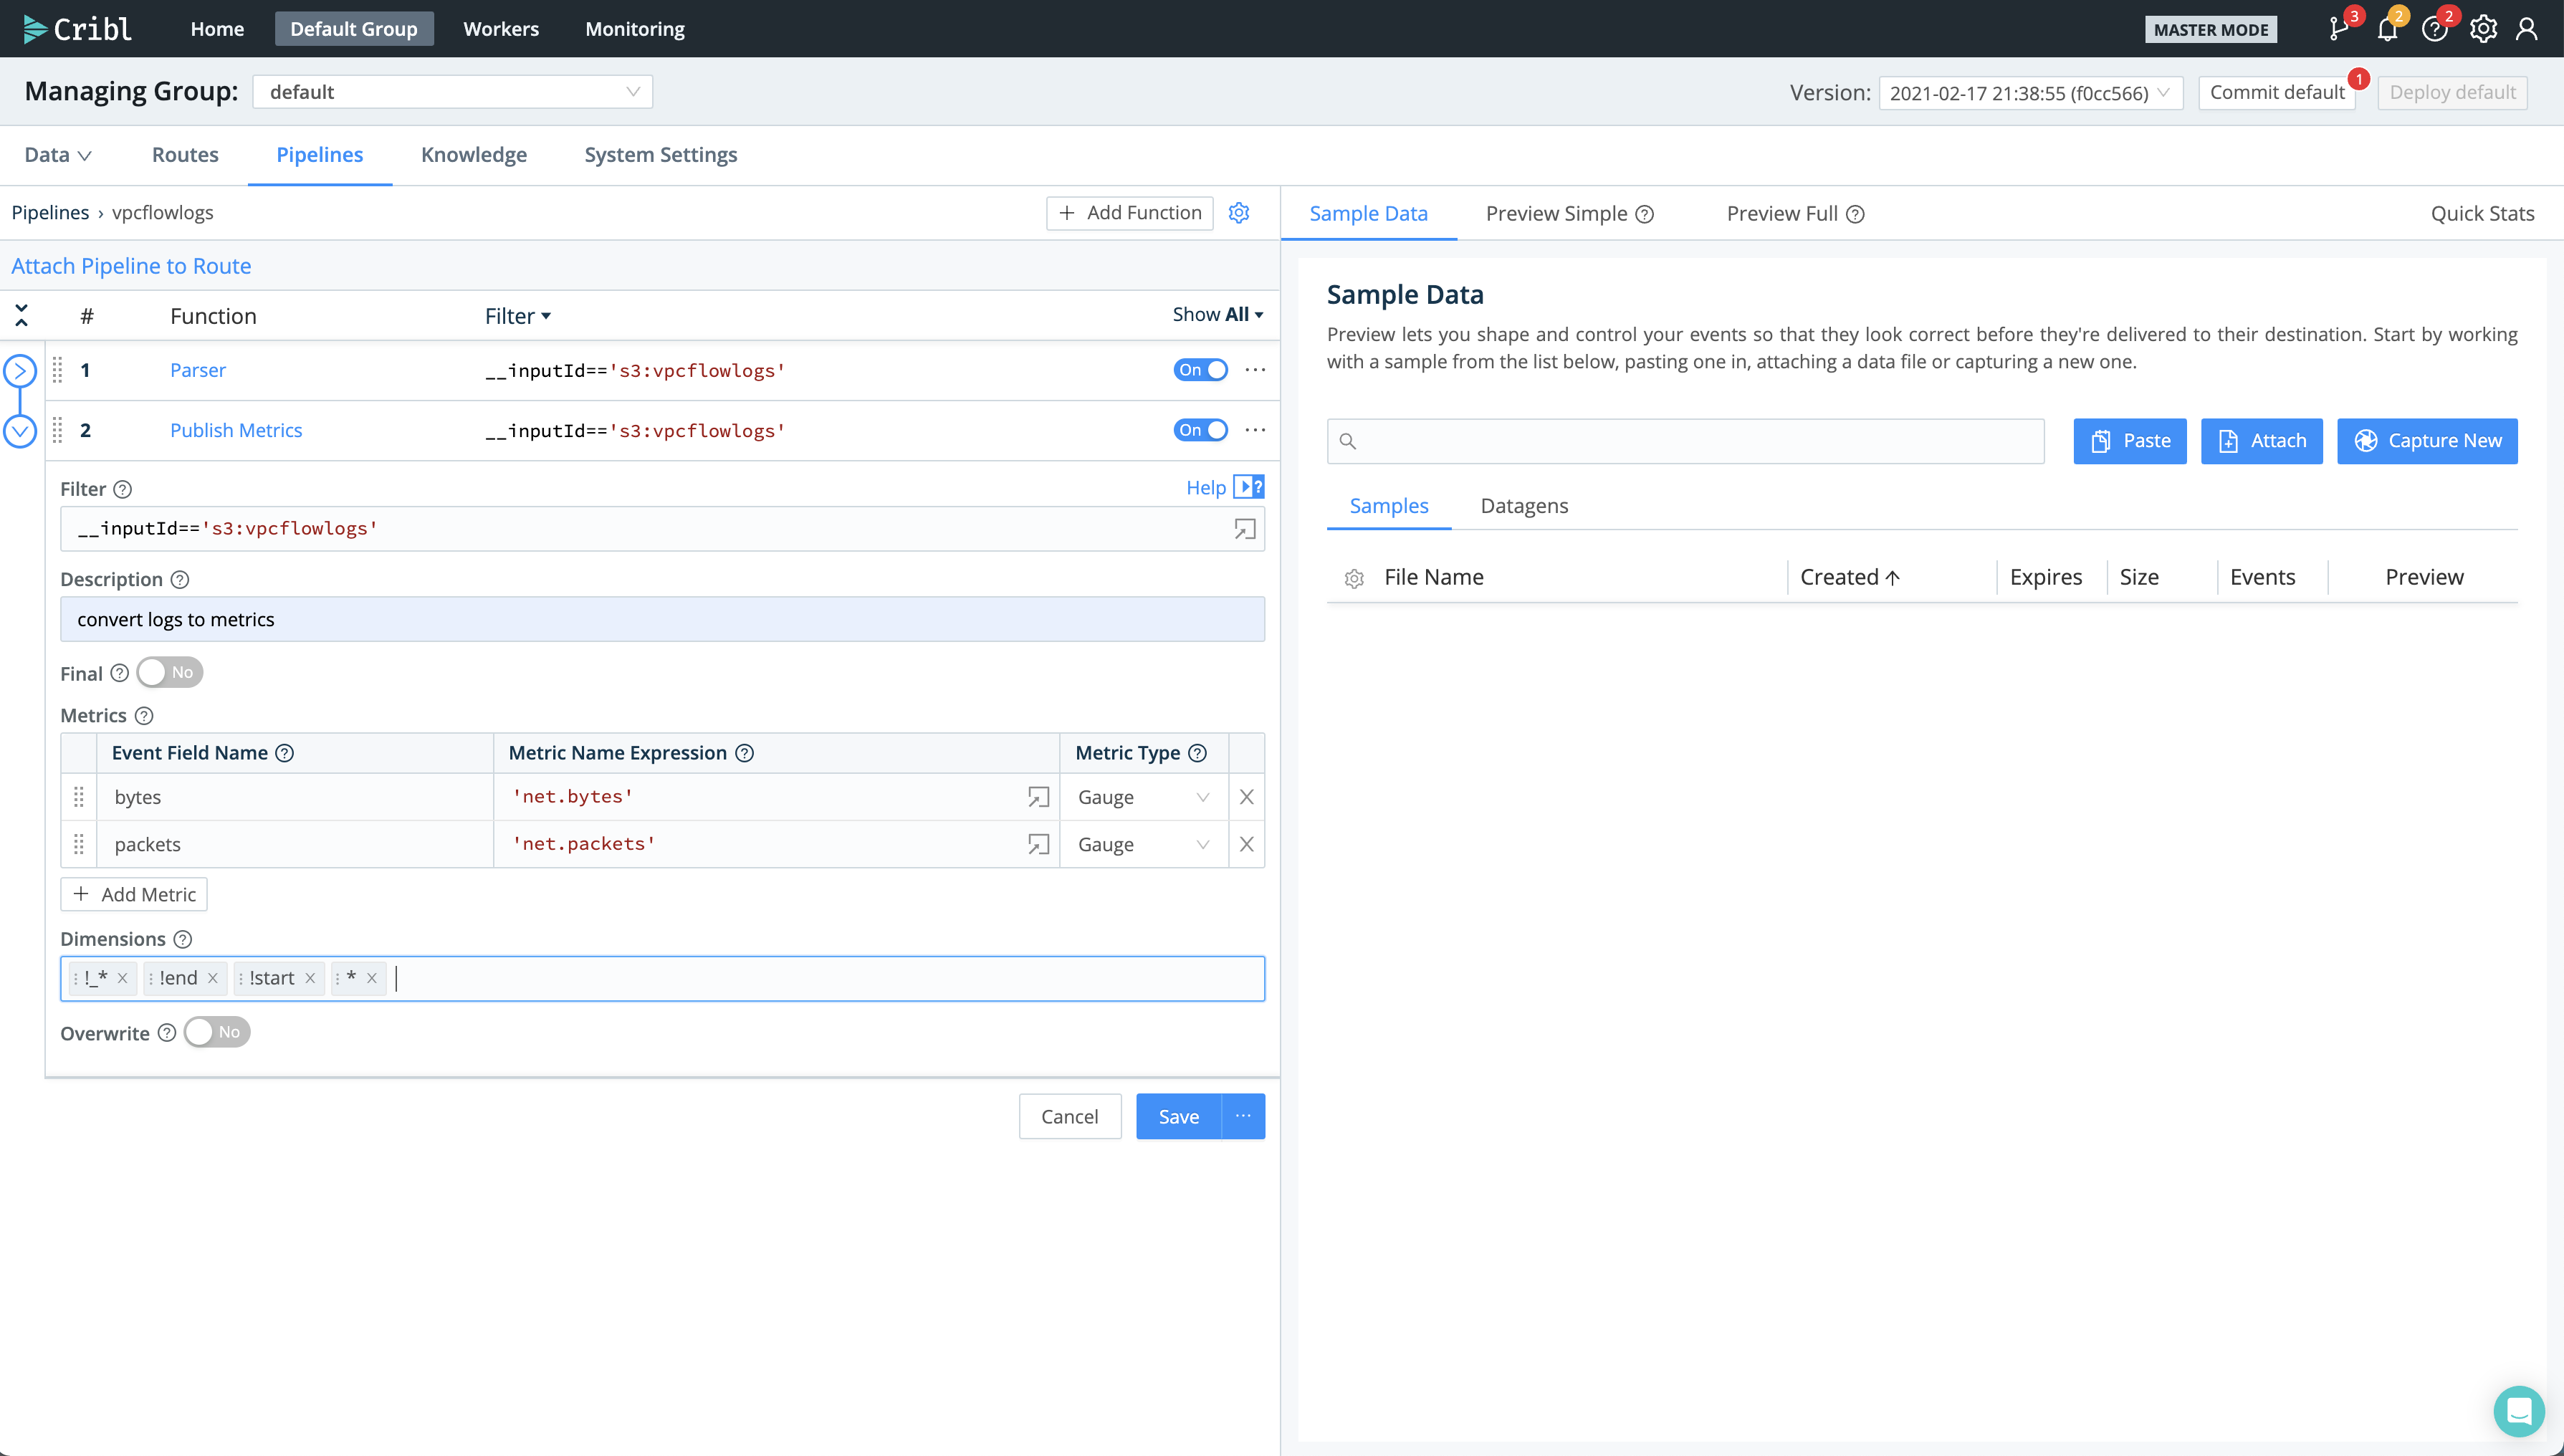 Cribl Home Default Group Workers Monitoring MASTER MODE 3 2 2
Managing Group: default Version: 2021-02-17 21:38:55 (f0cc566) Commit default 1 Deploy default
Data Routes Pipelines Knowledge System Settings
Pipelines › vpcflowlogs + Add Function
Attach Pipeline to Route
# Function Filter Show All
1 Parser __inputId=='s3:vpcflowlogs' On ...
2 Publish Metrics __inputId=='s3:vpcflowlogs' On ...
Filter ? Help ?
__inputId=='s3:vpcflowlogs'
Description ?
convert logs to metrics
Final ? No
Metrics ?
Event Field Name ? Metric Name Expression ? Metric Type ?
bytes 'net.bytes' Gauge X
packets 'net.packets' Gauge X
+ Add Metric
Dimensions ?
!_* × !end × !start × * ×
Overwrite ? No
Cancel Save ...
Sample Data Preview Simple ? Preview Full ? Quick Stats
Sample Data
Preview lets you shape and control your events so that they look correct before they're delivered to their destination. Start by working
with a sample from the list below, pasting one in, attaching a data file or capturing a new one.
Paste Attach Capture New
Samples Datagens
File Name Created ↑ Expires Size Events Preview